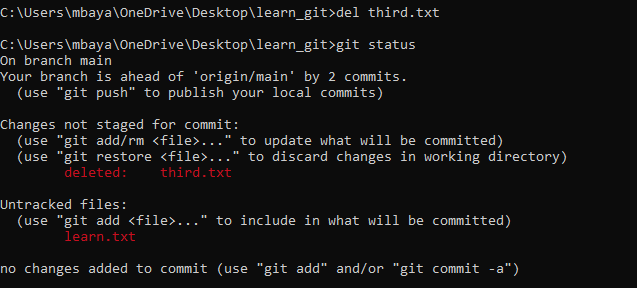 C:\Users\mbaya\OneDrive\Desktop\learn_git>del third.txt
C:\Users\mbaya\OneDrive\Desktop\learn_git>git status
On branch main
Your branch is ahead of 'origin/main' by 2 commits.
(use "git push" to publish your local commits)
Changes not staged for commit:
(use "git add/rm <file>..." to update what will be committed)
(use "git restore <file>..." to discard changes in working directory)
deleted: third.txt
Untracked files:
(use "git add <file>..." to include in what will be committed)
learn.txt
no changes added to commit (use "git add" and/or "git commit -a")